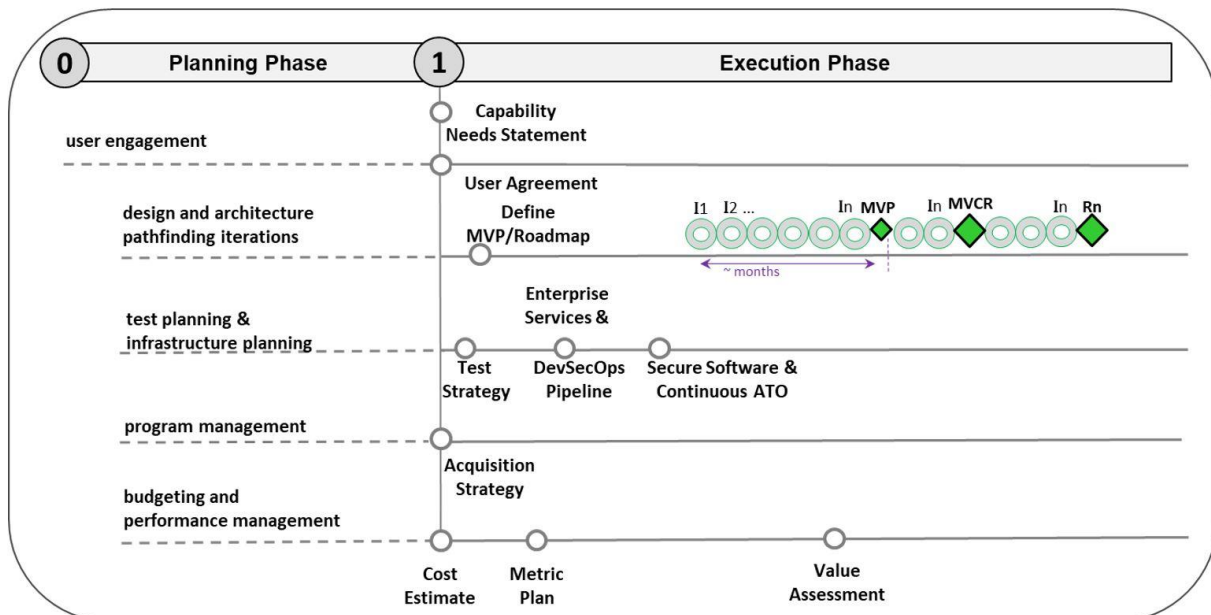 0
Planning Phase
1
Execution Phase
Capability
Needs Statement
user engagement
User Agreement
Define
MVP/Roadmap
design and architecture
pathfinding iterations
I1 I2 ... In MVP In MVCR In Rn
~ months
Enterprise
Services &
test planning &
infrastructure planning
Test
Strategy
DevSecOps
Pipeline
Secure Software &
Continuous ATO
program management
Acquisition
Strategy
budgeting and
performance management
Cost
Estimate
Metric
Plan
Value
Assessment